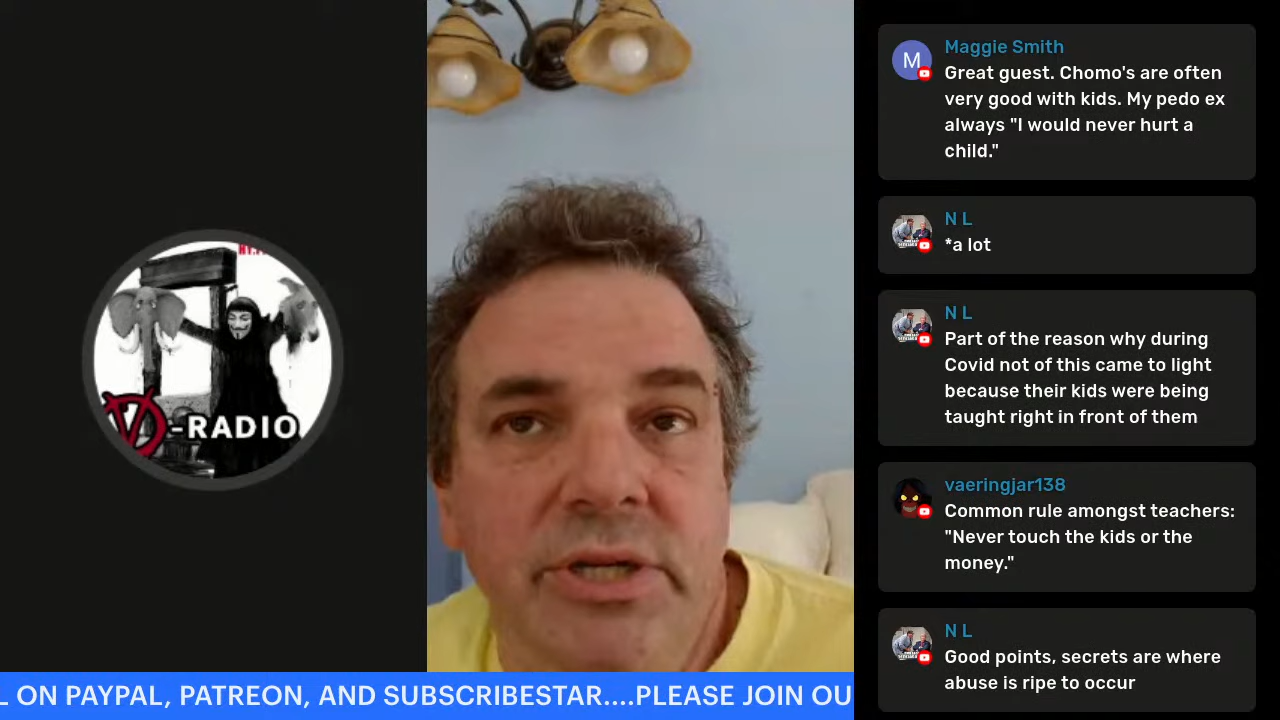 -RADIO
L ON PAYPAL, PATREON, AND SUBSCRIBESTAR....PLEASE JOIN OU
M
Maggie Smith
Great guest. Chomo's are often
very good with kids. My pedo ex
always "I would never hurt a
child."
N L
*a lot
N L
Part of the reason why during
Covid not of this came to light
because their kids were being
taught right in front of them
vaeringjar138
Common rule amongst teachers:
"Never touch the kids or the
money."
N L
Good points, secrets are where
abuse is ripe to occur